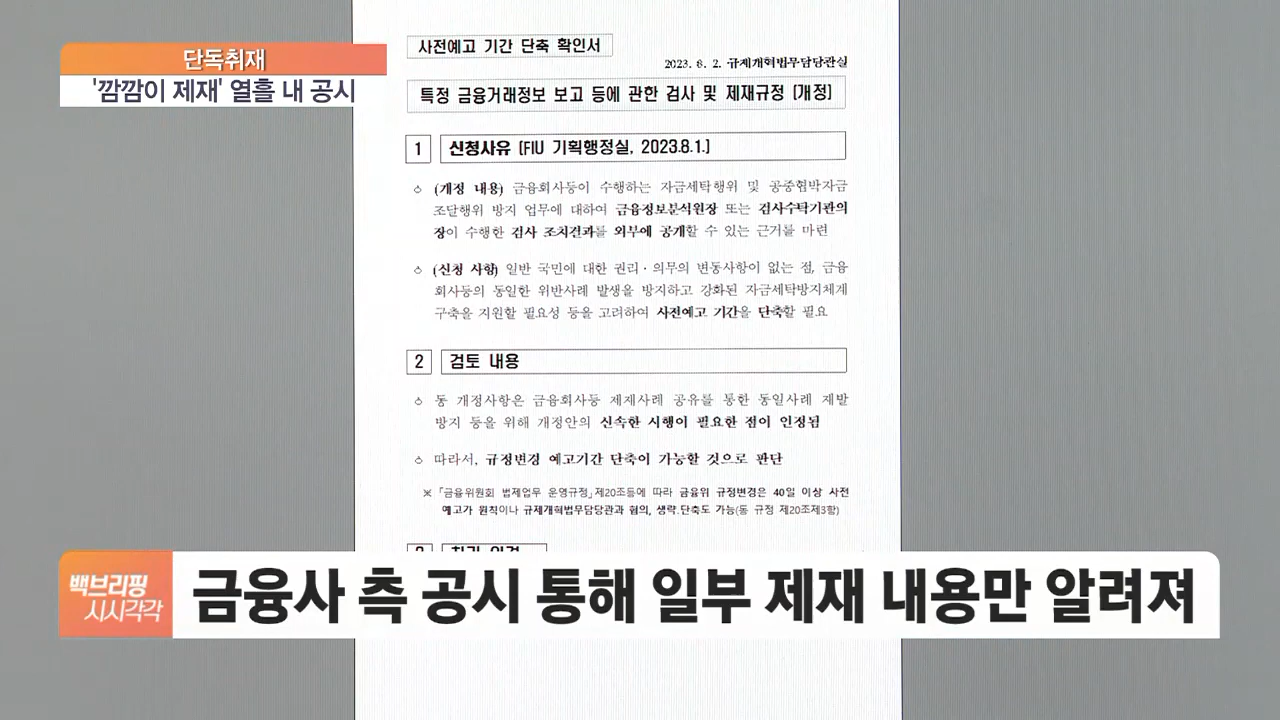 단독취재
'깜깜이 제재' 열흘 내 공시
사전예고 기간 단축 확인서
2023. 8. 2. 규제개혁법무담당관실
특정 금융거래정보 보고 등에 관한 검사 및 제재규정 [개정]
1 신청사유 [FIU 기획행정실, 2023.8.1.]
◇ (개정 내용) 금융회사등이 수행하는 자금세탁행위 및 공중협박자금
조달행위 방지 업무에 대하여 금융정보분석원장 또는 검사수탁기관의
장이 수행한 검사 조치결과를 외부에 공개할 수 있는 근거를 마련
◇ (신청 사항) 일반 국민에 대한 권리·의무의 변동사항이 없는 점, 금융
회사등의 동일한 위반사례 발생을 방지하고 강화된 자금세탁방지체계
구축을 지원할 필요성 등을 고려하여 사전예고 기간을 단축할 필요
2 검토 내용
◇ 동 개정사항은 금융회사등 제재사례 공유를 통한 동일사례 재발
방지 등을 위해 개정안의 신속한 시행이 필요한 점이 인정됨
◇ 따라서, 규정변경 예고기간 단축이 가능할 것으로 판단
※ 「금융위원회 법제업무 운영규정」제20조등에 따라 금융위 규정변경은 40일 이상 사전
예고가 원칙이나 규제개혁법무담당관과 협의, 생략·단축도 가능(동 규정 제20조제3항)
백브리핑
시시각각
금융사 측 공시 통해 일부 제재 내용만 알려져